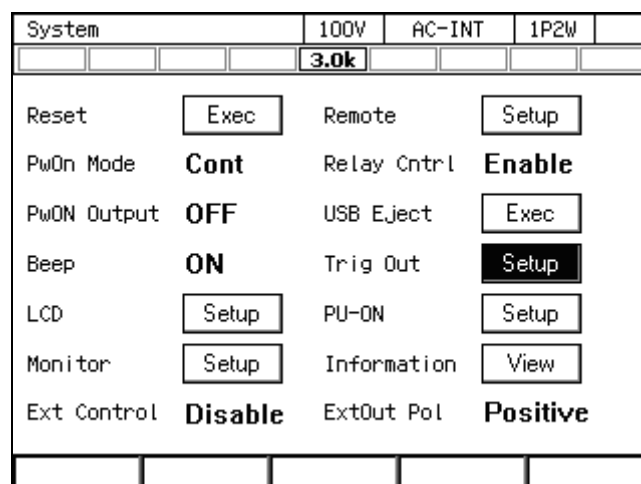 System 100V AC-INT 1P2W
3.0k
Reset Exec Remote Setup
PwOn Mode Cont Relay Cntrl Enable
PwON Output OFF USB Eject Exec
Beep ON Trig Out Setup
LCD Setup PU-ON Setup
Monitor Setup Information View
Ext Control Disable ExtOut Pol Positive